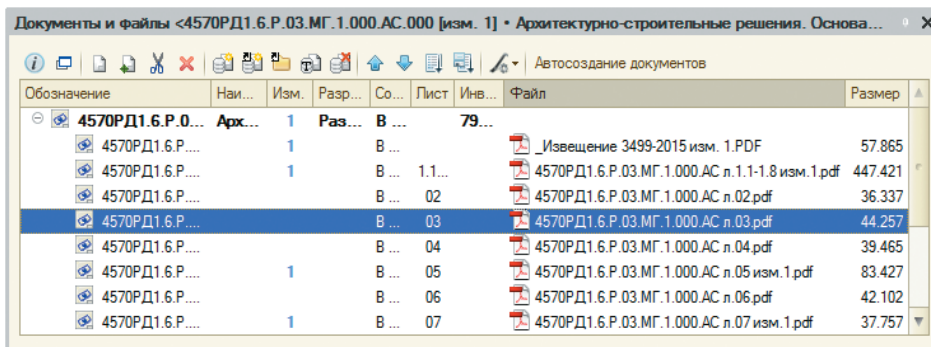 Документы и файлы <4570РД1.6.Р.03.МГ.1.000.АС.000 [изм. 1] • Архитектурно-строительные решения. Основа...
Автосоздание документов
Обозначение Наи... Изм. Разр... Со... Лист Инв... Файл Размер
4570РД1.6.Р.0... Арх... 1 Раз... В ... 79...
4570РД1.6.Р.... 1 В ... _Извещение 3499-2015 изм. 1.PDF 57.865
4570РД1.6.Р.... 1 В ... 1.1... 4570РД1.6.Р.03.МГ.1.000.АС л.1.1-1.8 изм.1.pdf 447.421
4570РД1.6.Р.... В ... 02 4570РД1.6.Р.03.МГ.1.000.АС л.02.pdf 36.337
4570РД1.6.Р.... В ... 03 4570РД1.6.Р.03.МГ.1.000.АС л.03.pdf 44.257
4570РД1.6.Р.... В ... 04 4570РД1.6.Р.03.МГ.1.000.АС л.04.pdf 39.465
4570РД1.6.Р.... 1 В ... 05 4570РД1.6.Р.03.МГ.1.000.АС л.05 изм.1.pdf 83.427
4570РД1.6.Р.... В ... 06 4570РД1.6.Р.03.МГ.1.000.АС л.06.pdf 42.102
4570РД1.6.Р.... 1 В ... 07 4570РД1.6.Р.03.МГ.1.000.АС л.07 изм.1.pdf 37.757